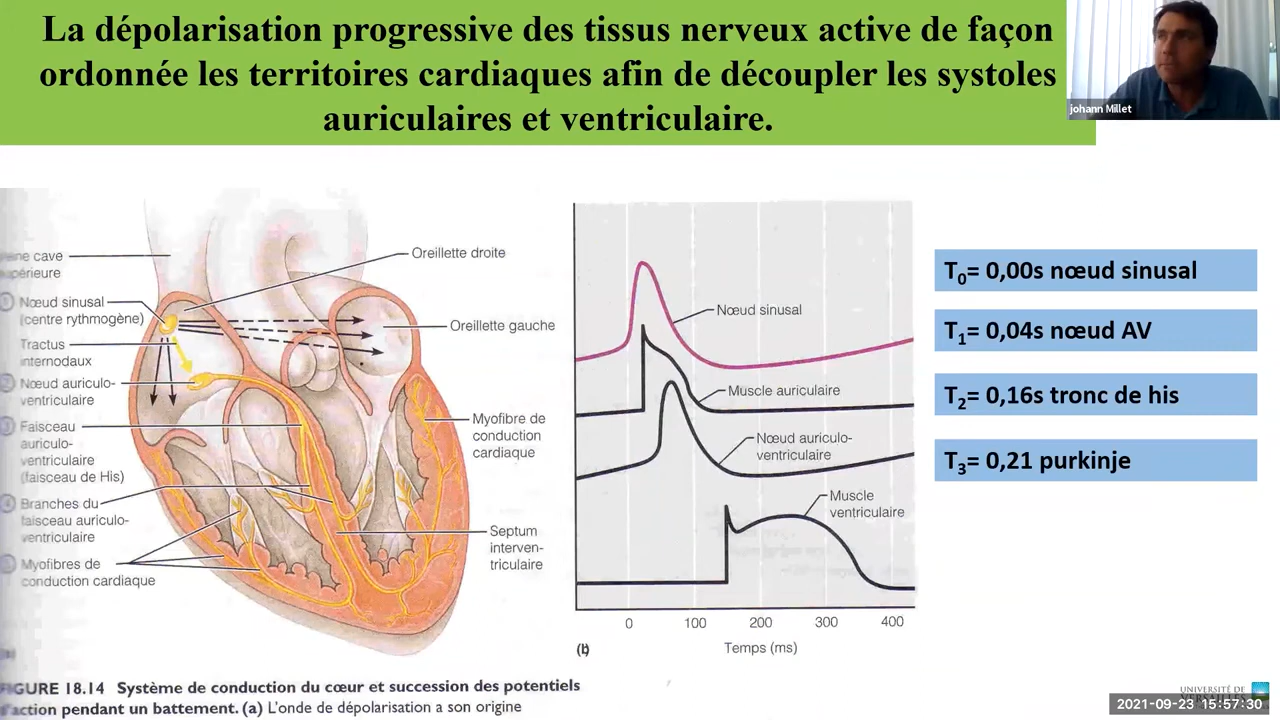 La dépolarisation progressive des tissus nerveux active de façon
ordonnée les territoires cardiaques afin de découpler les systoles
auriculaires et ventriculaire.
johann Millet
cave
Oreillette droite
Nœud sinusal
(centre rythmogène)
Oreillette gauche
Tractus
internodaux
Nœud auriculo-
ventriculaire
Faisceau
auriculo-
ventriculaire
(faisceau de His)
Myofibre de
conduction
cardiaque
Branches du
faisceau auriculo-
ventriculaire
Septum
interven-
triculaire
Myofibres de
conduction cardiaque
Nœud sinusal
Muscle auriculaire
Nœud auriculo-
ventriculaire
Muscle
ventriculaire
0 100 200 300 400
Temps (ms)
T0= 0,00s nœud sinusal
T1= 0,04s nœud AV
T2= 0,16s tronc de his
T3= 0,21 purkinje
FIGURE 18.14 Système de conduction du cœur et succession des potentiels
d'action pendant un battement. (a) L'onde de dépolarisation a son origine
UNIVERSITÉ DE
2021-09-23 15:57:30